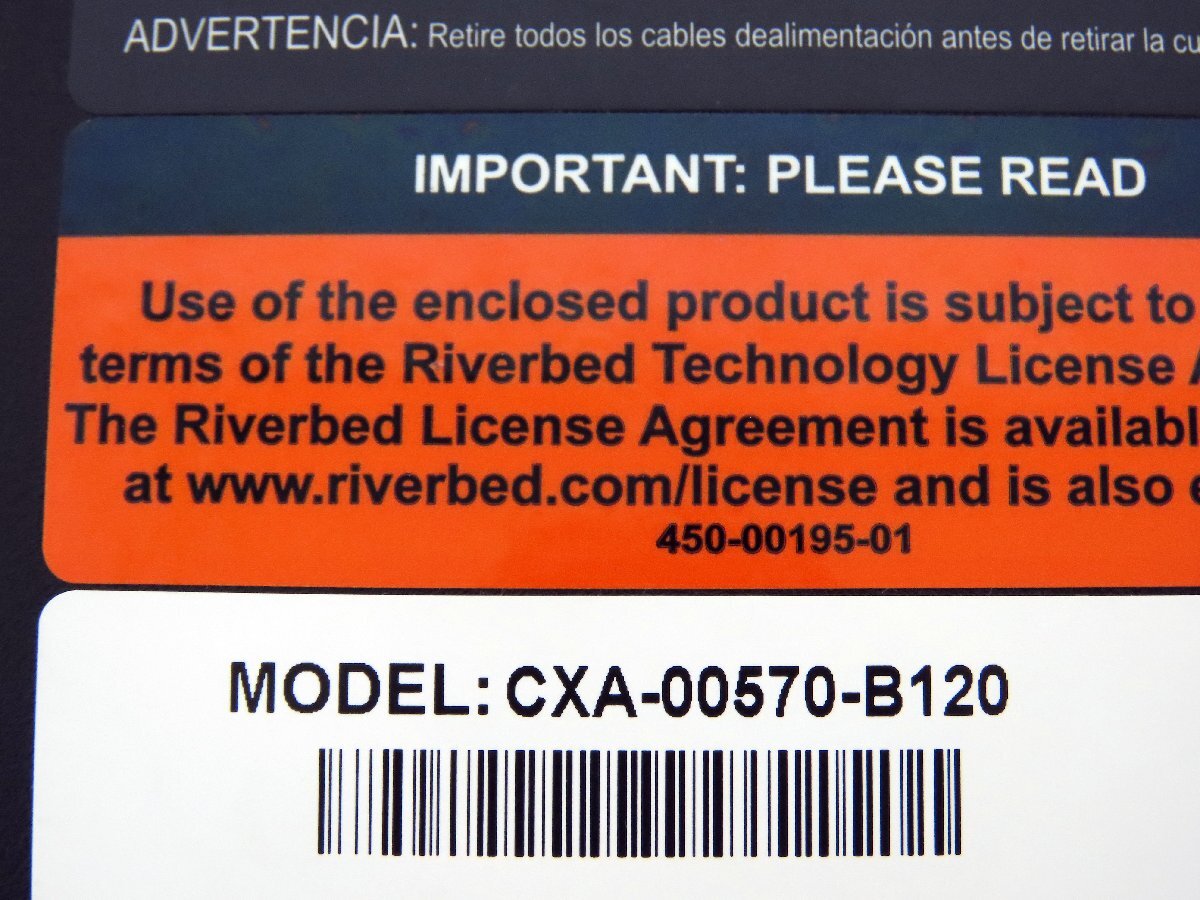 ADVERTENCIA: Retire todos los cables dealimentación antes de retirar la
IMPORTANT: PLEASE READ
Use of the enclosed product is subject to
terms of the Riverbed Technology License
The Riverbed License Agreement is
at www.riverbed.com/license and is also
450-00195-01
MODEL: CXA-00570-B120